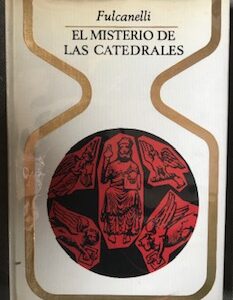 Fulcanelli
EL MISTERIO DE
LAS CATEDRALES